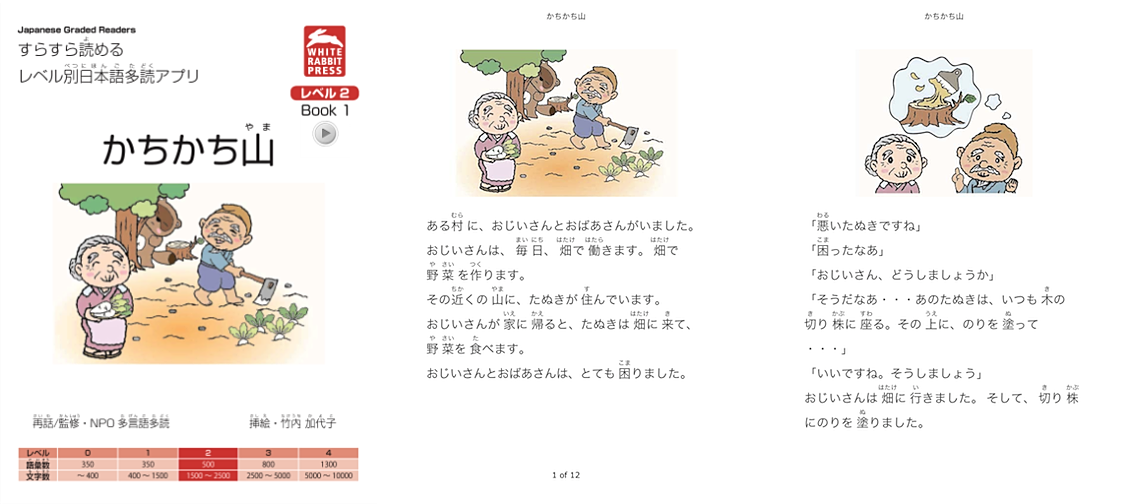 Japanese Graded Readers
すらすら読める
レベル別日本語多読アプリ
WHITE
RABBIT
PRESS
レベル 2
Book 1
かちかち山
再話/監修・NPO 多言語多読
挿絵・竹内 加代子
レベル 0 1 2 3 4
語彙数 350 350 500 800 1300
文字数 ～ 400 400 ～ 1500 1500 ～ 2500 2500 ～ 5000 5000 ～ 10000
かちかち山
ある村に、おじいさんとおばあさんがいました。
おじいさんは、毎日、畑で働きます。畑で
野菜を作ります。
その近くの山に、たぬきが住んでいます。
おじいさんが家に帰ると、たぬきは畑に来て、
野菜を食べます。
おじいさんとおばあさんは、とても困りました。
1 of 12
かちかち山
「悪いたぬきですね」
「困ったなあ」
「おじいさん、どうしましょうか」
「そうだなあ・・・あのたぬきは、いつも木の
切り株に座る。その上に、のりを塗って
・・・」
「いいですね。そうしましょう」
おじいさんは畑に行きました。そして、切り株
にのりを塗りました。